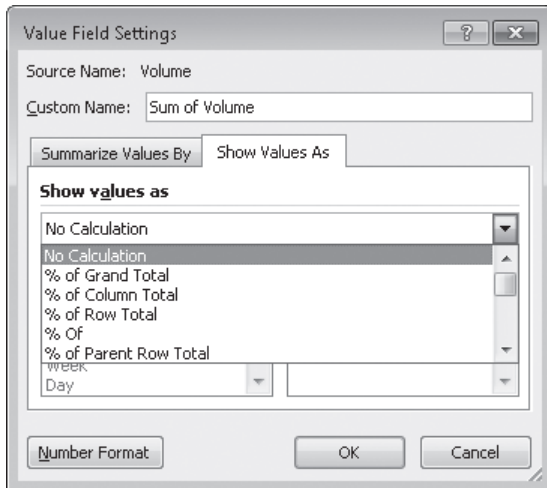 Value Field Settings
?
Source Name: Volume
Custom Name: Sum of Volume
Summarize Values By
Show Values As
Show values as
No Calculation
No Calculation
% of Grand Total
% of Column Total
% of Row Total
% Of
% of Parent Row Total
Week
Day
Number Format
OK
Cancel